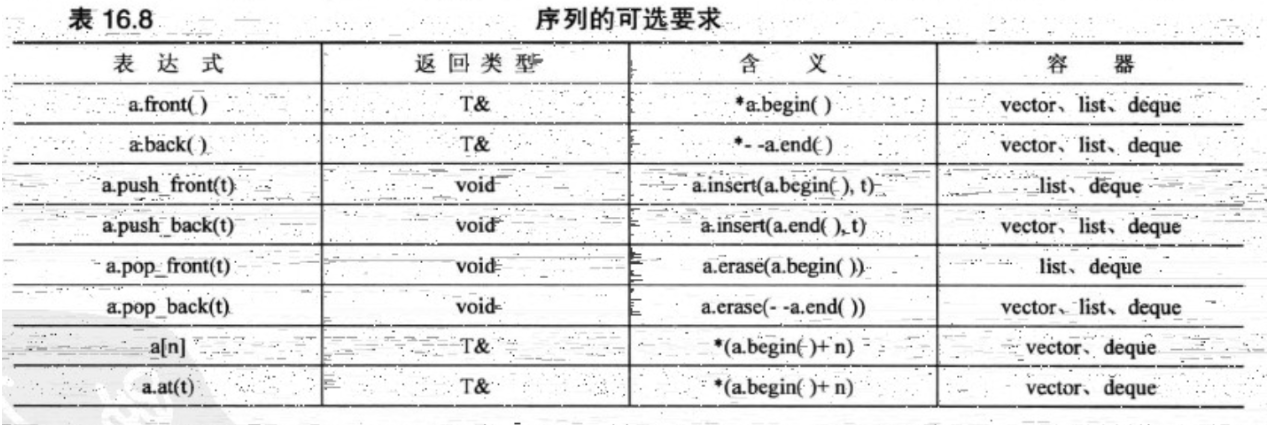 表 16.8 序列的可选要求
表 达 式 返 回 类 型 含 义 容 器
a.front( ) T& *a.begin( ) vector、list、deque
a.back( ) T& *- -a.end( ) vector、list、deque
a.push_front(t) void a.insert(a.begin( ), t) list、deque
a.push_back(t) void a.insert(a.end( ), t) vector、list、deque
a.pop_front(t) void a.erase(a.begin( )) list、deque
a.pop_back(t) void a.erase(- -a.end( )) vector、list、deque
a[n] T& *(a.begin( )+ n) vector、deque
a.at(t) T& *(a.begin( )+ n) vector、deque